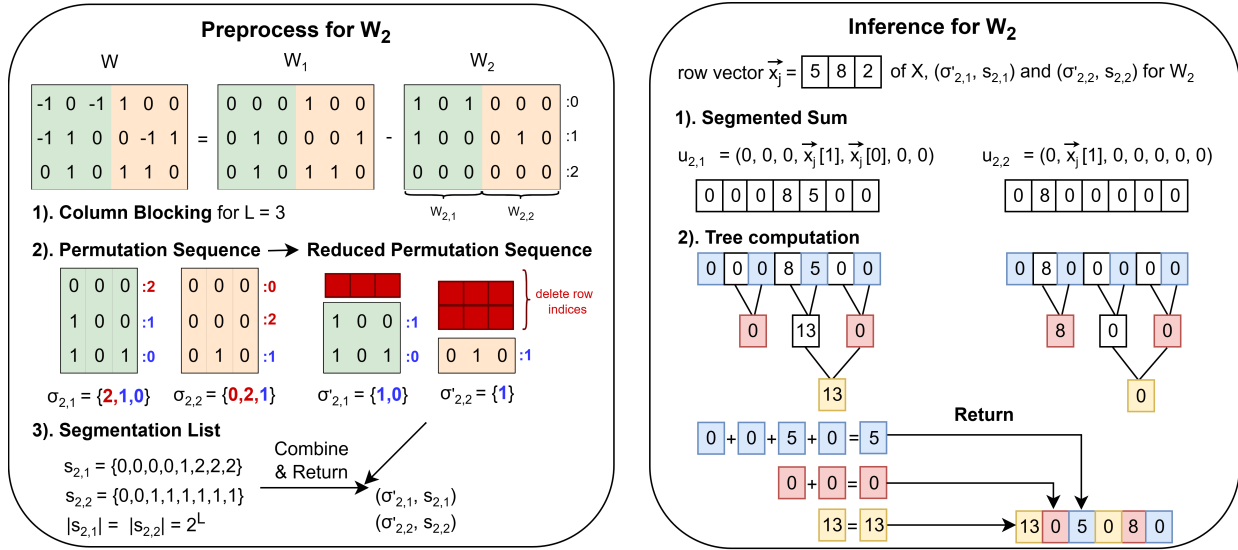 Preprocess for W2
W W1 W2
-1 0 -1 1 0 0
-1 1 0 0 -1 1
0 1 0 1 1 0
=
0 0 0 1 0 0
0 1 0 0 0 1
0 1 0 1 1 0
-
1 0 1 0 0 0 :0
1 0 0 0 1 0 :1
0 0 0 0 0 0 :2
W2,1 W2,2
1). Column Blocking for L = 3
2). Permutation Sequence → Reduced Permutation Sequence
0 0 0 :2
1 0 0 :1
1 0 1 :0
0 0 0 :0
0 0 0 :2
0 1 0 :1
1 0 0 :1
1 0 1 :0
0 1 0 :1
delete row
indices
σ2,1 = {2,1,0} σ2,2 = {0,2,1} σ'2,1 = {1,0} σ'2,2 = {1}
3). Segmentation List
s2,1 = {0,0,0,0,1,2,2,2}
s2,2 = {0,0,1,1,1,1,1,1}
|s2,1| = |s2,2| = 2^L
Combine
& Return
(σ'2,1, s2,1)
(σ'2,2, s2,2)
Inference for W2
row vector xj = 5 8 2 of X, (σ'2,1, s2,1) and (σ'2,2, s2,2) for W2
1). Segmented Sum
u2,1 = (0, 0, 0, xj[1], xj[0], 0, 0) u2,2 = (0, xj[1], 0, 0, 0, 0, 0)
0 0 0 8 5 0 0 0 8 0 0 0 0 0
2). Tree computation
0 0 0 8 5 0 0 0 8 0 0 0 0 0
0 13 0 8 0 0
13 0
Return
0 + 0 + 5 + 0 = 5
0 + 0 = 0
13 = 13
13 0 5 0 8 0